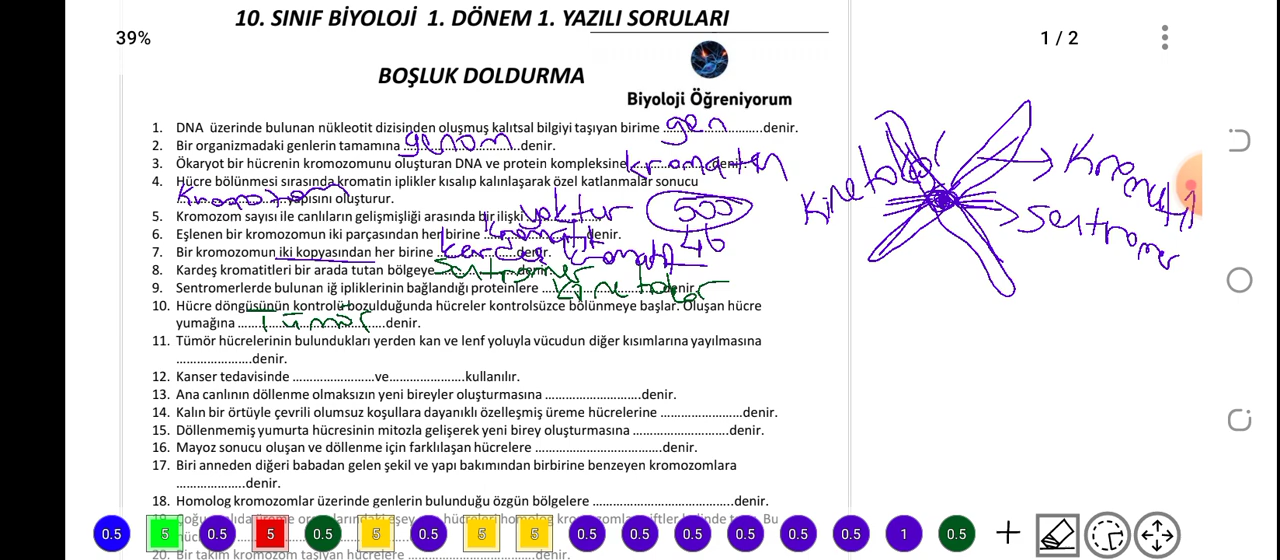 10. SINIF BİYOLOJİ 1. DÖNEM 1. YAZILI SORULARI
39%
1 / 2
BOŞLUK DOLDURMA
Biyoloji Öğreniyorum
1. DNA üzerinde bulunan nükleotit dizisinden oluşmuş kalıtsal bilgiyi taşıyan birime gen denir.
2. Bir organizmadaki genlerin tamamına genom denir.
3. Ökaryot bir hücrenin kromozomunu oluşturan DNA ve protein kompleksine kromaten denir.
4. Hücre bölünmesi sırasında kromatin iplikler kısalıp kalınlaşarak özel katlanmalar sonucu
kromozom yapısını oluşturur.
5. Kromozom sayısı ile canlıların gelişmişliği arasında bir ilişki yoktur
500
46
6. Eşlenen bir kromozomun iki parçasından her birine kromatit denir.
7. Bir kromozomun iki kopyasından her birine kardeş kromatit denir.
8. Kardeş kromatitleri bir arada tutan bölgeye sentromer denir.
9. Sentromerlerde bulunan iğ ipliklerinin bağlandığı proteinlere kinetokor denir.
10. Hücre döngüsünün kontrolü bozulduğunda hücreler kontrolsüzce bölünmeye başlar. Oluşan hücre
yumağına Tümör denir.
11. Tümör hücrelerinin bulundukları yerden kan ve lenf yoluyla vücudun diğer kısımlarına yayılmasına
………………….denir.
12. Kanser tedavisinde ………………….ve………………….kullanılır.
13. Ana canlının döllenme olmaksızın yeni bireyler oluşturmasına ……………………….denir.
14. Kalın bir örtüyle çevrili olumsuz koşullara dayanıklı özelleşmiş üreme hücrelerine ……………………denir.
15. Döllenmemiş yumurta hücresinin mitozla gelişerek yeni birey oluşturmasına ……………………….denir.
16. Mayoz sonucu oluşan ve döllenme için farklılaşan hücrelere ……………………………….denir.
17. Biri anneden diğeri babadan gelen şekil ve yapı bakımından birbirine benzeyen kromozomlara
………………..denir.
18. Homolog kromozomlar üzerinde genlerin bulunduğu özgün bölgelere …………………………………..denir.
20. Bir takım kromozom taşıyan hücrelere ……………………………….denir.
Kinetokor
Kromatit
Sentromer
0.5 5 0.5 5 0.5 5 0.5 5 5 0.5 0.5 0.5 0.5 0.5 0.5 1 0.5